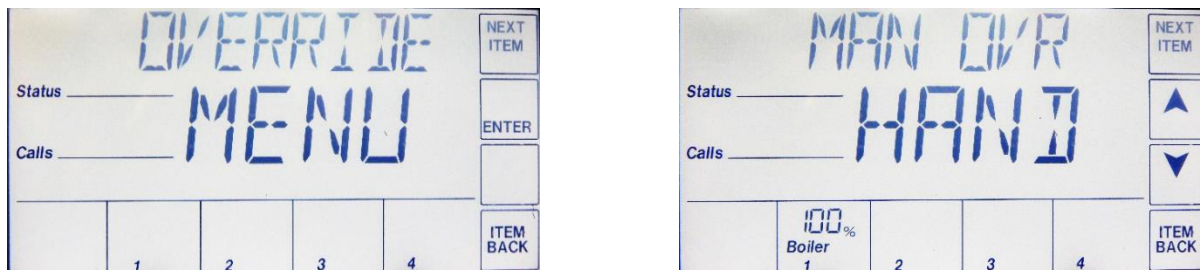 OVERRIDE
NEXT
ITEM
Status
MENU
ENTER
Calls
ITEM
BACK
1 2 3 4
MAN OVR
NEXT
ITEM
Status
HAND
Calls
100%
Boiler
ITEM
BACK
1 2 3 4